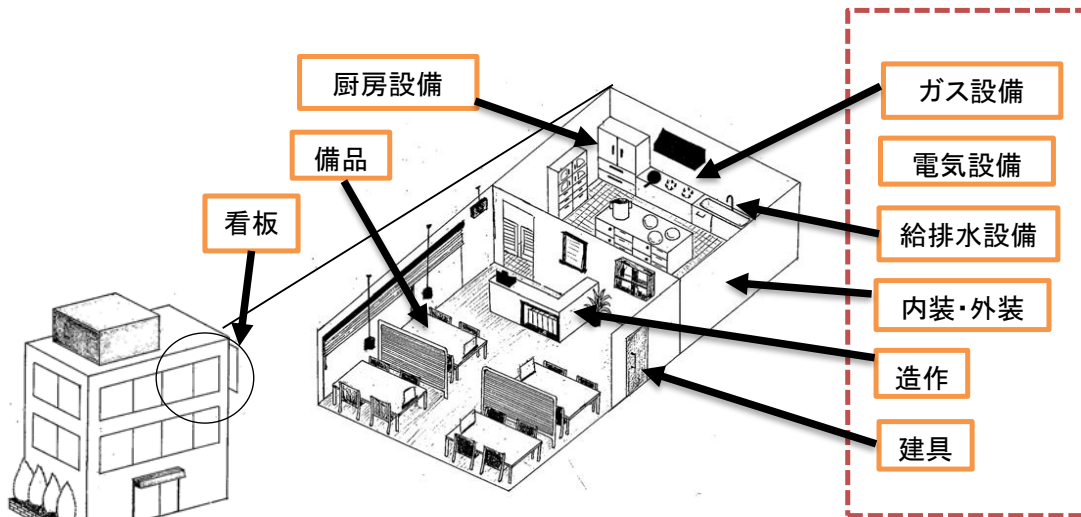 厨房設備
備品
看板
ガス設備
電気設備
給排水設備
内装・外装
造作
建具